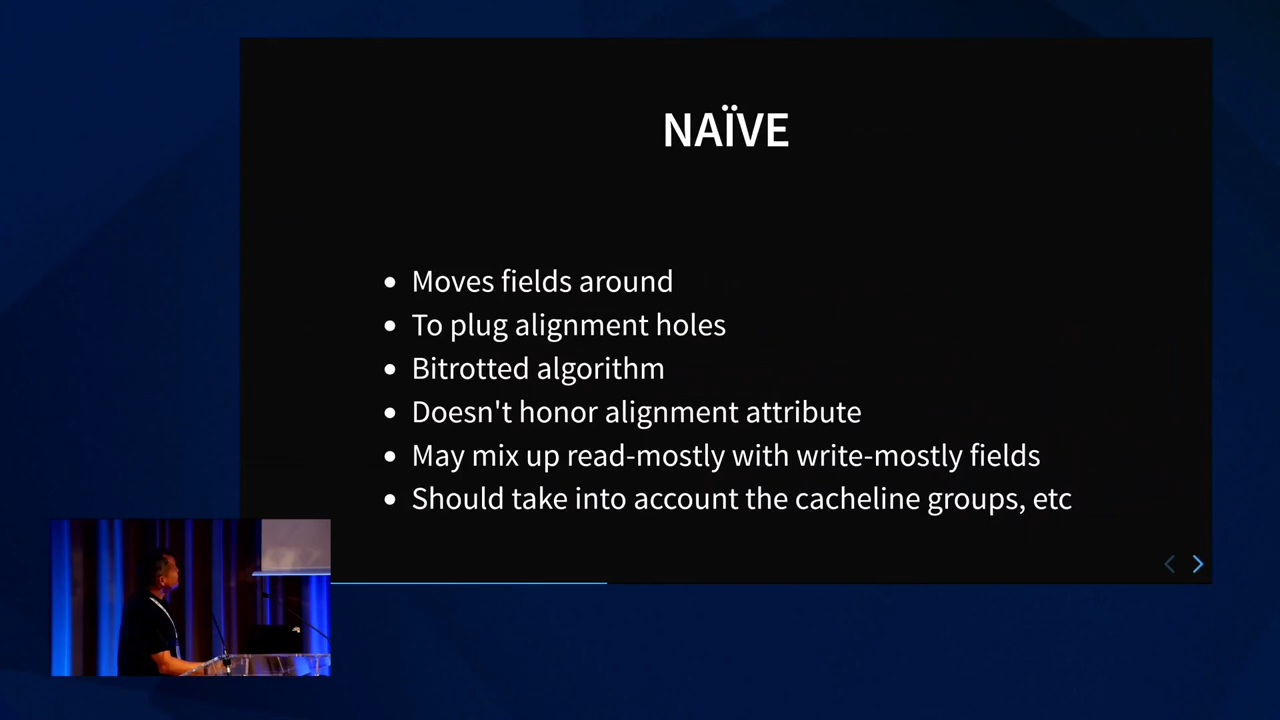 NAÏVE
Moves fields around
To plug alignment holes
Bitrotted algorithm
Doesn't honor alignment attribute
May mix up read-mostly with write-mostly fields
Should take into account the cacheline groups, etc